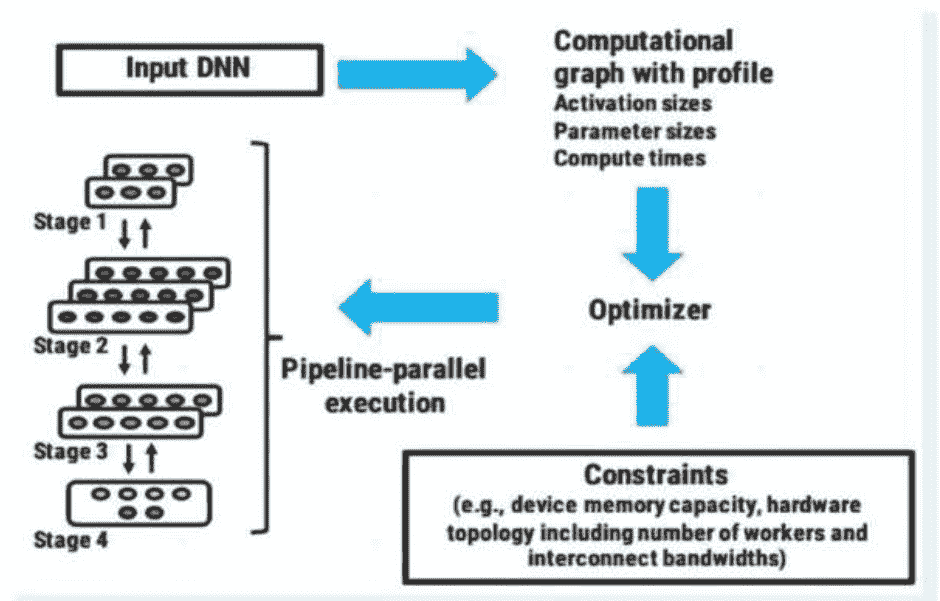 Input DNN
Computational
graph with profile
Activation sizes
Parameter sizes
Compute times
Stage 1
Optimizer
Stage 2
Pipeline-parallel
execution
Stage 3
Stage 4
Constraints
(e.g., device memory capacity, hardware
topology including number of workers and
interconnect bandwidths)